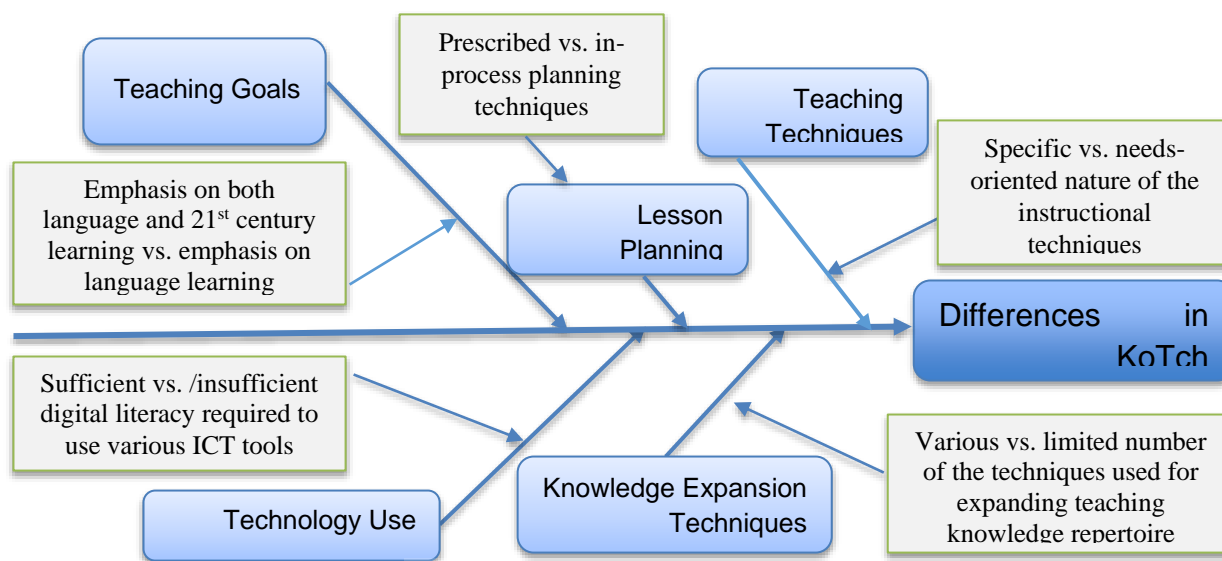 Teaching Goals
Prescribed vs. in-
process planning
techniques
Teaching
Techniques
Emphasis on both
language and 21st century
learning vs. emphasis on
language learning
Lesson
Planning
Specific vs. needs-
oriented nature of the
instructional
techniques
Differences in
KoTch
Sufficient vs. /insufficient
digital literacy required to
use various ICT tools
Technology Use
Knowledge Expansion
Techniques
Various vs. limited number
of the techniques used for
expanding teaching
knowledge repertoire